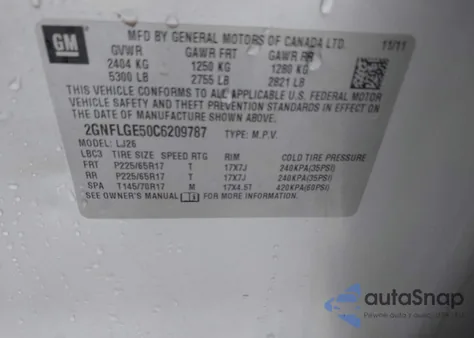 GM
MFD BY GENERAL MOTORS OF CANADA LTD. 11/11
GVWR GAWR FRT GAWR RR
2404 KG 1250 KG 1280 KG
5300 LB 2755 LB 2821 LB
THIS VEHICLE CONFORMS TO ALL APPLICABLE U.S. FEDERAL MOTOR
VEHICLE SAFETY AND THEFT PREVENTION STANDARDS IN EFFECT ON
THE DATE OF MANUFACTURE SHOWN ABOVE.
2GNFLGE50C6209787 TYPE: M.P.V.
MODEL: LJ26
LBC3 TIRE SIZE SPEED RTG RIM COLD TIRE PRESSURE
FRT P225/65R17 T 17X7J 240KPA(35PSI)
RR P225/65R17 T 17X7J 240KPA(35PSI)
SPA T145/70R17 M 17X4.5T 420KPA(60PSI)
SEE OWNER'S MANUAL FOR MORE INFORMATION.
autoSnap